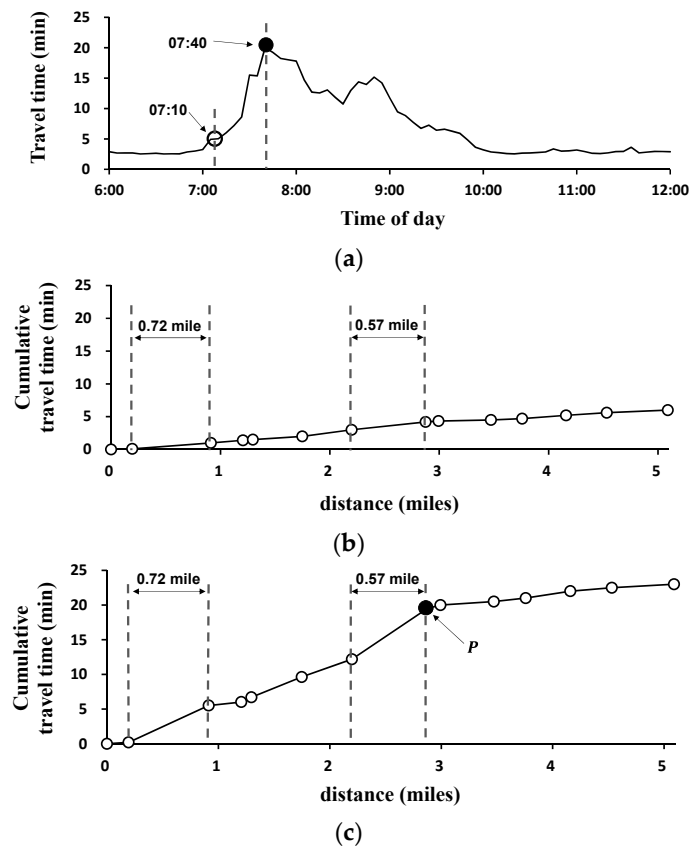 Travel time (min)
25
20
15
10
5
0
07:40
07:10
6:00 7:00 8:00 9:00 10:00 11:00 12:00
Time of day
(a)
Cumulative
travel time (min)
25
20
15
10
5
0
0.72 mile 0.57 mile
0 1 2 3 4 5
distance (miles)
(b)
Cumulative
travel time (min)
25
20
15
10
5
0
0.72 mile 0.57 mile
P
0 1 2 3 4 5
distance (miles)
(c)